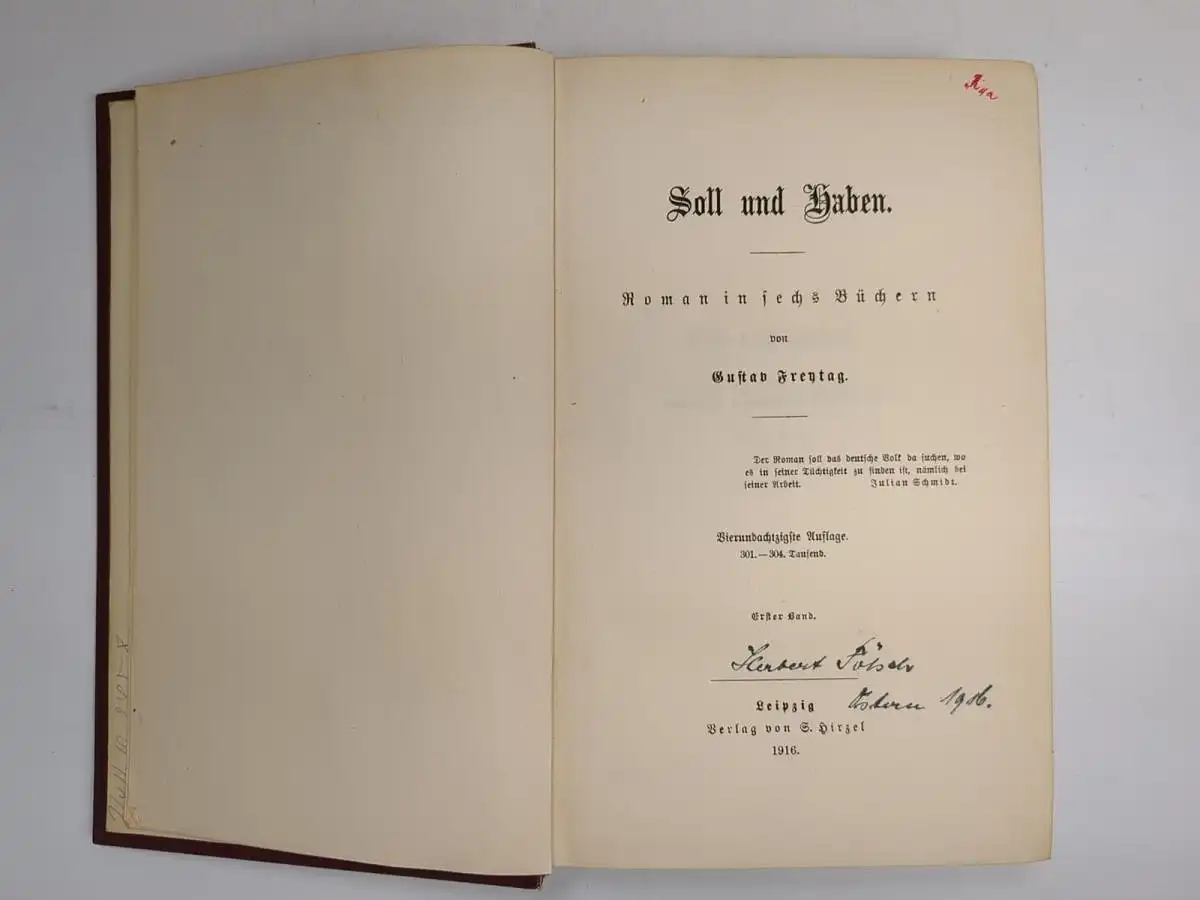 Soll und Haben.
Roman in sechs Büchern
von
Gustav Freytag.
Der Roman soll das deutsche Volk da suchen, wo
es in seiner Tüchtigkeit zu finden ist, nämlich bei
seiner Arbeit. Julian Schmidt.
Vierundachtzigste Auflage.
301.—304. Tausend.
Erster Band.
Herbert
Leipzig
Ostern 1916.
Verlag von S. Hirzel
1916.